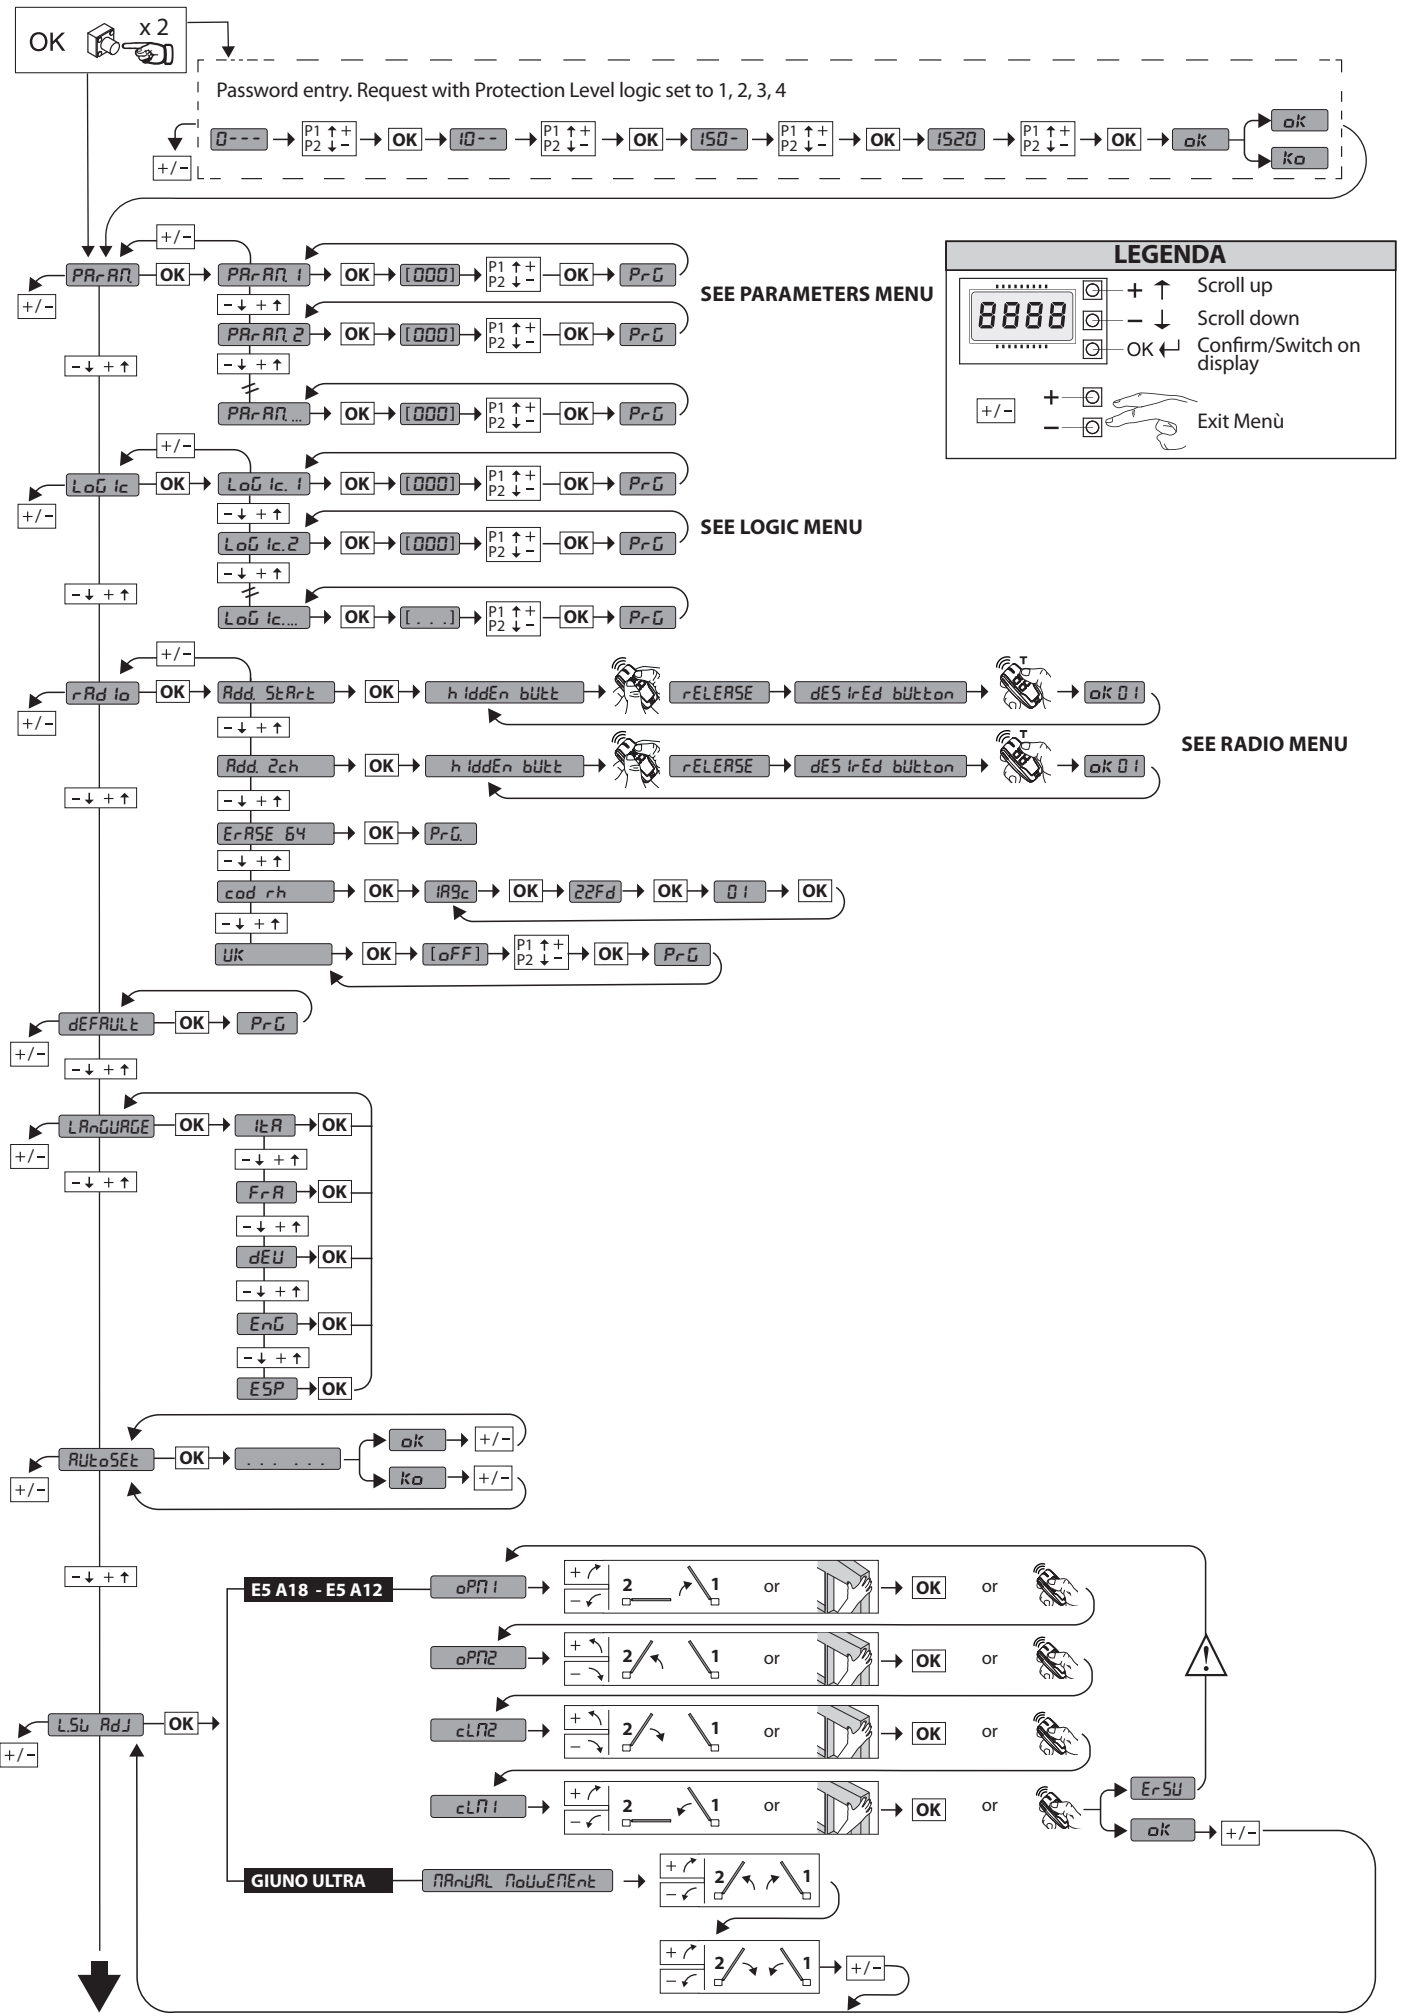 OK x 2
Password entry. Request with Protection Level logic set to 1, 2, 3, 4
0--- P1 ↑ + P2 ↓ − OK 10-- P1 ↑ + P2 ↓ − OK 150- P1 ↑ + P2 ↓ − OK 1520 P1 ↑ + P2 ↓ − OK oK oK
Ko
+/−
+/−
PArAM. OK PArAM. 1 OK [000] P1 ↑ + P2 ↓ − OK PrG
+/−
− ↓ + ↑
SEE PARAMETERS MENU
PArAM. 2 OK [000] P1 ↑ + P2 ↓ − OK PrG
− ↓ + ↑
− ↓ + ↑
PArAM. ... OK [000] P1 ↑ + P2 ↓ − OK PrG
LEGENDA
8888
+ ↑ Scroll up
− ↓ Scroll down
OK Confirm/Switch on
display
+/− + − Exit Menù
+/−
LoGIc OK LoGIc. 1 OK [000] P1 ↑ + P2 ↓ − OK PrG
+/−
− ↓ + ↑
SEE LOGIC MENU
LoGIc.2 OK [000] P1 ↑ + P2 ↓ − OK PrG
− ↓ + ↑
− ↓ + ↑
LoGIc.... OK [ . . .] P1 ↑ + P2 ↓ − OK PrG
+/−
rAdIo OK Add. StArt OK hIddEn bUtt rELEASE dESIrEd bUtton T oK 01
+/−
− ↓ + ↑
SEE RADIO MENU
Add. 2ch OK hIddEn bUtt rELEASE dESIrEd bUtton T oK 01
− ↓ + ↑
− ↓ + ↑
ErASE 64 OK PrG.
− ↓ + ↑
cod rh OK 1A9c OK 22Fd OK 01 OK
− ↓ + ↑
UK OK [oFF] P1 ↑ + P2 ↓ − OK PrG
dEFAULt OK PrG
+/−
− ↓ + ↑
LAnGUAGE OK ItA OK
+/−
− ↓ + ↑
− ↓ + ↑
FrA OK
− ↓ + ↑
dEU OK
− ↓ + ↑
EnG OK
− ↓ + ↑
ESP OK
AUtoSEt OK . . . . . . oK +/−
Ko +/−
+/−
− ↓ + ↑
E5 A18 - E5 A12 oPM1 + − 2 1 or OK or
oPM2 + − 2 1 or OK or
!
L.SW AdJ OK
+/−
cLM2 + − 2 1 or OK or
cLM1 + − 2 1 or OK or
ErSW
oK +/−
GIUNO ULTRA MAnUAL MoUvEMEnt + − 2 1
+ − 2 1 +/−